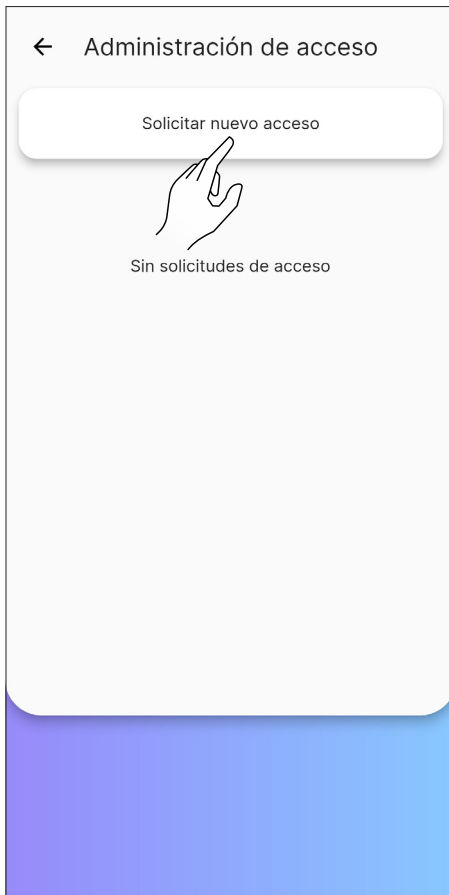 Administración de acceso
Solicitar nuevo acceso
Sin solicitudes de acceso